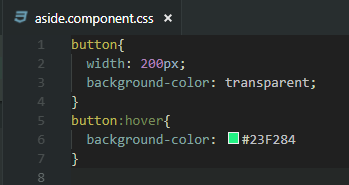 aside.component.css ×
1 button{
2   width: 200px;
3   background-color: transparent;
4 }
5 button:hover{
6   background-color: #23F284
7 }
8